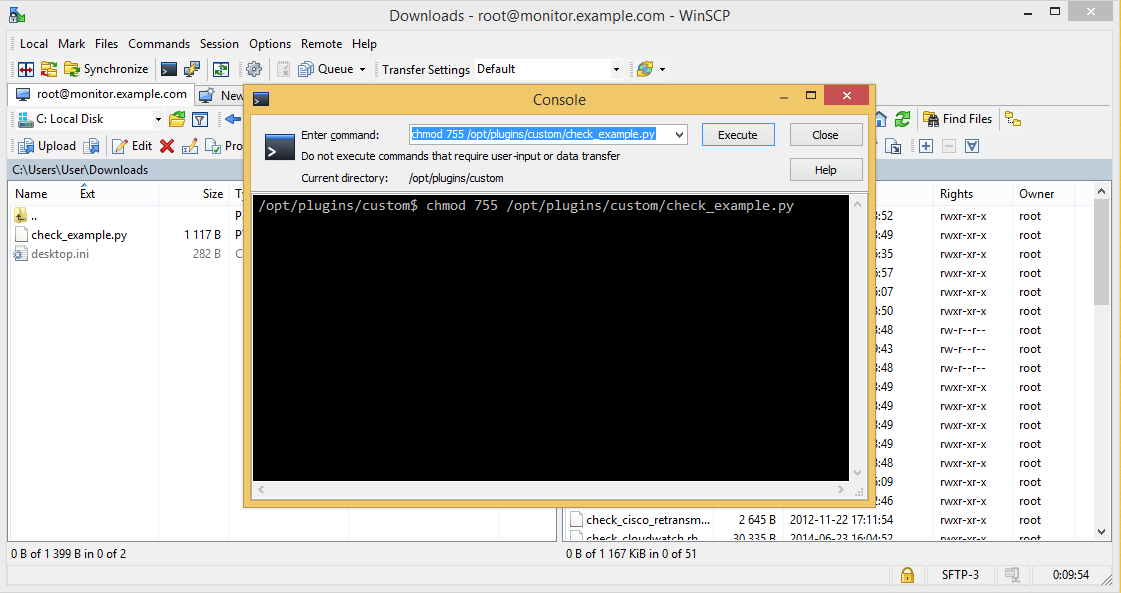 Downloads - root@monitor.example.com - WinSCP
Local Mark Files Commands Session Options Remote Help
Synchronize Queue Transfer Settings Default
root@monitor.example.com New
C: Local Disk Find Files
Upload Edit
C:\Users\User\Downloads
Name Ext Size
..
check_example.py 1 117 B
desktop.ini 282 B
Console
Enter command: chmod 755 /opt/plugins/custom/check_example.py Execute Close
Do not execute commands that require user-input or data transfer
Current directory: /opt/plugins/custom Help
/opt/plugins/custom$ chmod 755 /opt/plugins/custom/check_example.py
Rights Owner
:52 rwxr-xr-x root
:49 rwxr-xr-x root
:35 rwxr-xr-x root
:57 rwxr-xr-x root
:07 rwxr-xr-x root
:50 rwxr-xr-x root
:48 rw-r--r-- root
:43 rw-r--r-- root
:48 rw-r--r-- root
:49 rwxr-xr-x root
:49 rwxr-xr-x root
:49 rwxr-xr-x root
:49 rwxr-xr-x root
:48 rwxr-xr-x root
:09 rwxr-xr-x root
:46 rwxr-xr-x root
check_cisco_retransm... 2 645 B 2012-11-22 17:11:54 rwxr-xr-x root
check_cloudwatch.rb 30 335 B 2014-06-23 16:04:52 rwxr-xr-x root
0 B of 1 399 B in 0 of 2
0 B of 1 167 KiB in 0 of 51
SFTP-3 0:09:54